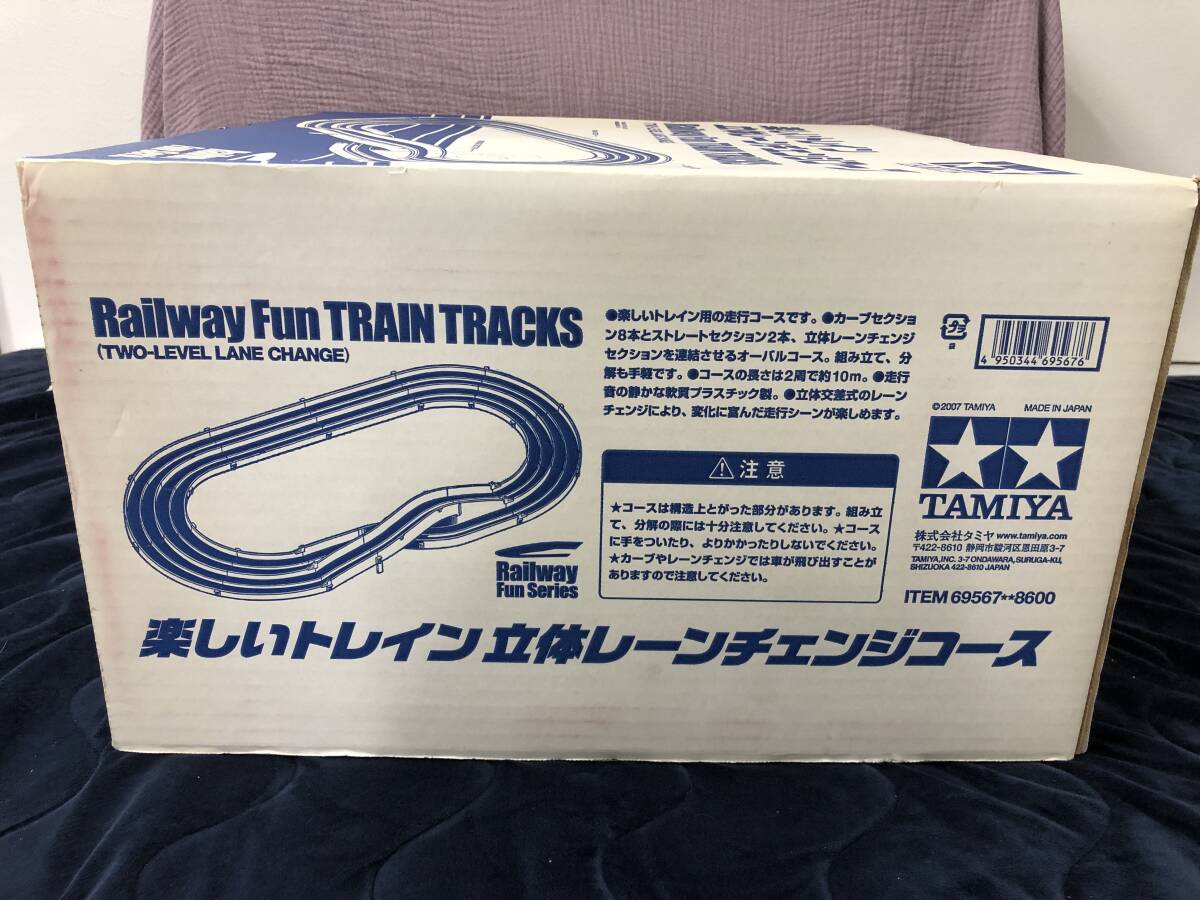 Railway Fun TRAIN TRACKS
(TWO-LEVEL LANE CHANGE)
●楽しいトレイン用の走行コースです。●カーブセクショ
ン8本とストレートセクション2本、立体レーンチェンジ
セクションを連結させるオーバルコース。組み立て、分
解も手軽です。●コースの長さは2周で約10m。●走行
音の静かな軟質プラスチック製。●立体交差式のレーン
チェンジにより、変化に富んだ走行シーンが楽しめます。
プラ
4 950344 695676
©2007 TAMIYA MADE IN JAPAN
TAMIYA
株式会社タミヤ www.tamiya.com
〒422-8610 静岡市駿河区恩田原3-7
TAMIYA, INC. 3-7 ONDAWARA, SURUGA-KU,
SHIZUOKA 422-8610 JAPAN
ITEM 69567**8600
注意
★コースは構造上とがった部分があります。組み立
て、分解の際には十分注意してください。★コース
に手をついたり、よりかかったりしないでください。
★カーブやレーンチェンジでは車が飛び出すことが
ありますので注意してください。
Railway
Fun Series
楽しいトレイン 立体レーンチェンジコース